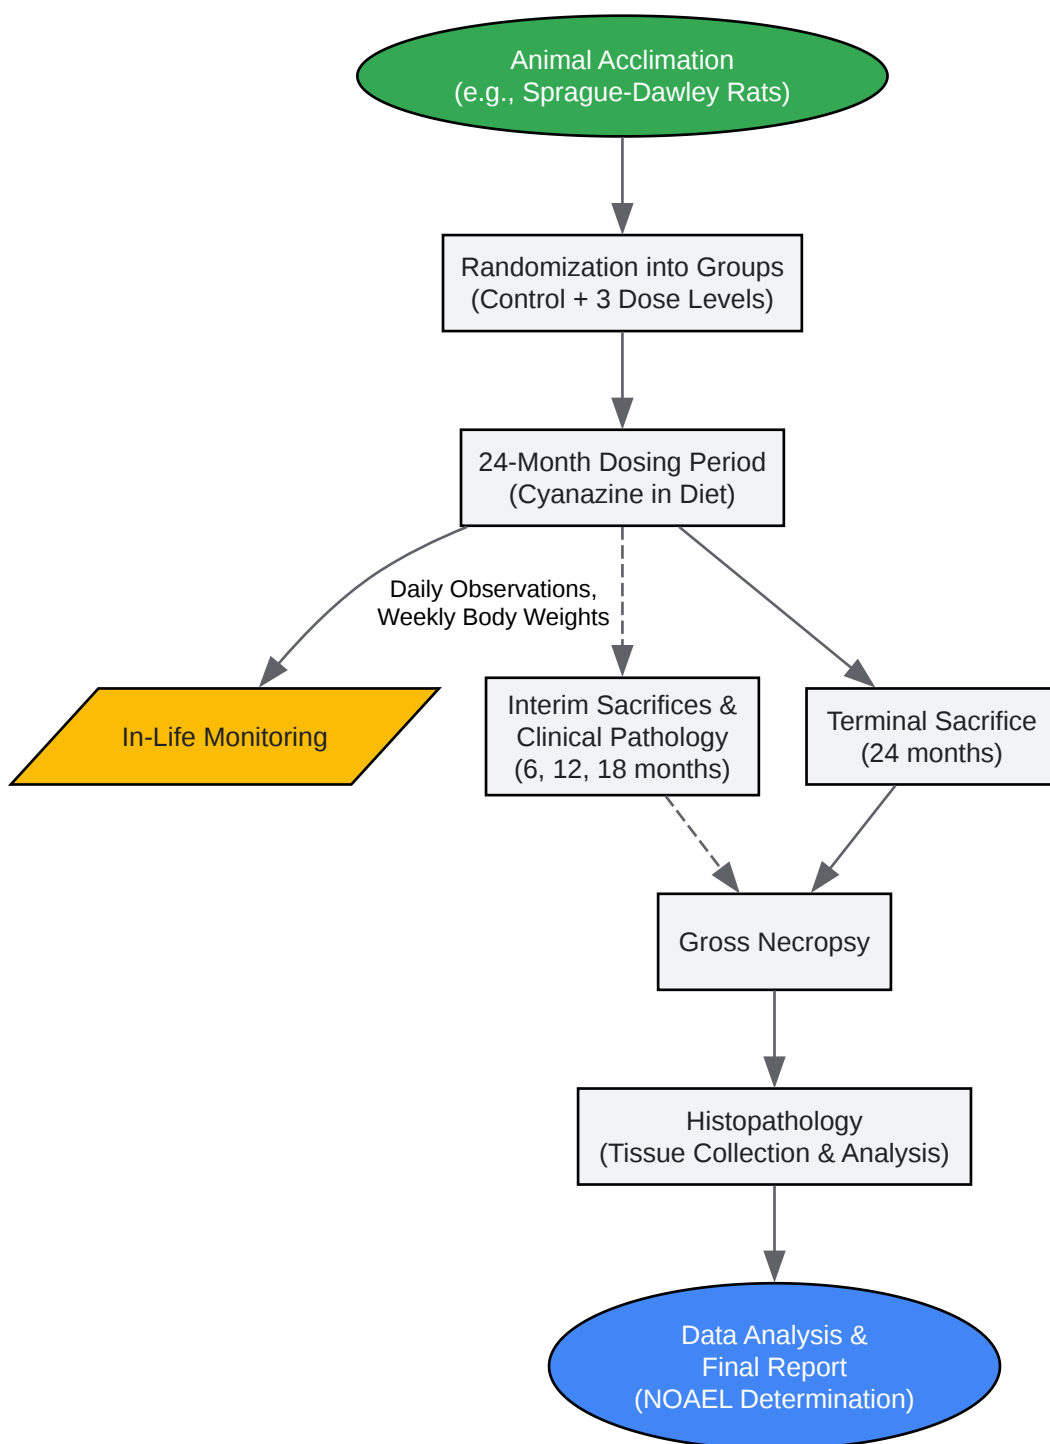 Animal Acclimation
(e.g., Sprague-Dawley Rats)
Randomization into Groups
(Control + 3 Dose Levels)
24-Month Dosing Period
(Cyanazine in Diet)
Daily Observations,
Weekly Body Weights
In-Life Monitoring
Interim Sacrifices &
Clinical Pathology
(6, 12, 18 months)
Terminal Sacrifice
(24 months)
Gross Necropsy
Histopathology
(Tissue Collection & Analysis)
Data Analysis &
Final Report
(NOAEL Determination)